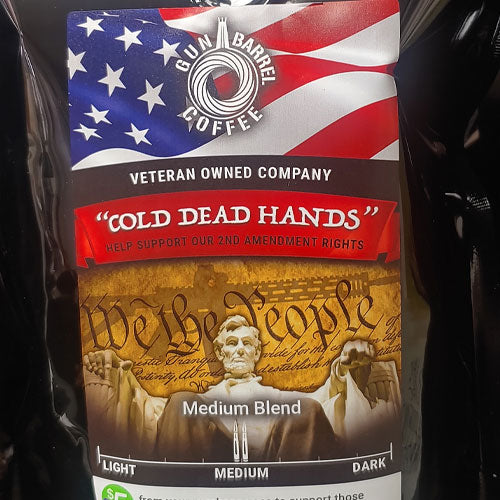 GUN BARREL
COFFEE
VETERAN OWNED COMPANY
"COLD DEAD HANDS"
HELP SUPPORT OUR 2ND AMENDMENT RIGHTS
We the People
Medium Blend
LIGHT MEDIUM DARK
$5